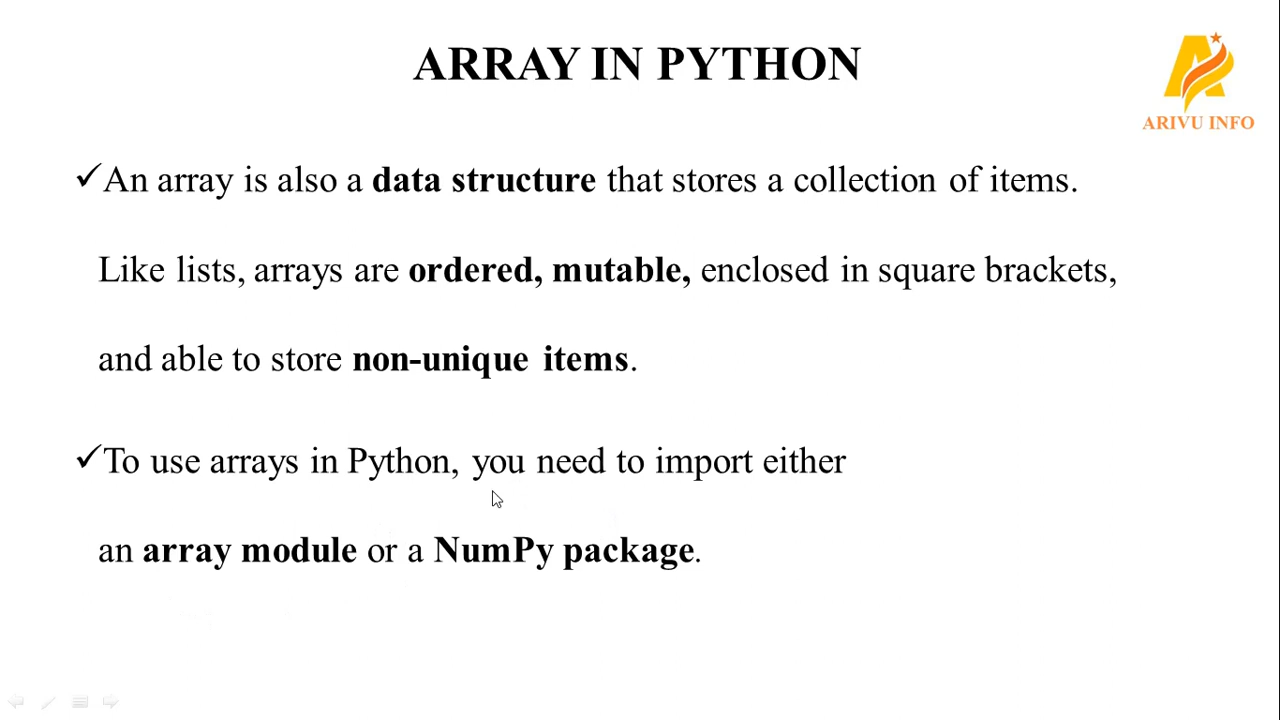 ARRAY IN PYTHON
ARIVU INFO
✓An array is also a data structure that stores a collection of items.
Like lists, arrays are ordered, mutable, enclosed in square brackets,
and able to store non-unique items.
✓To use arrays in Python, you need to import either
an array module or a NumPy package.